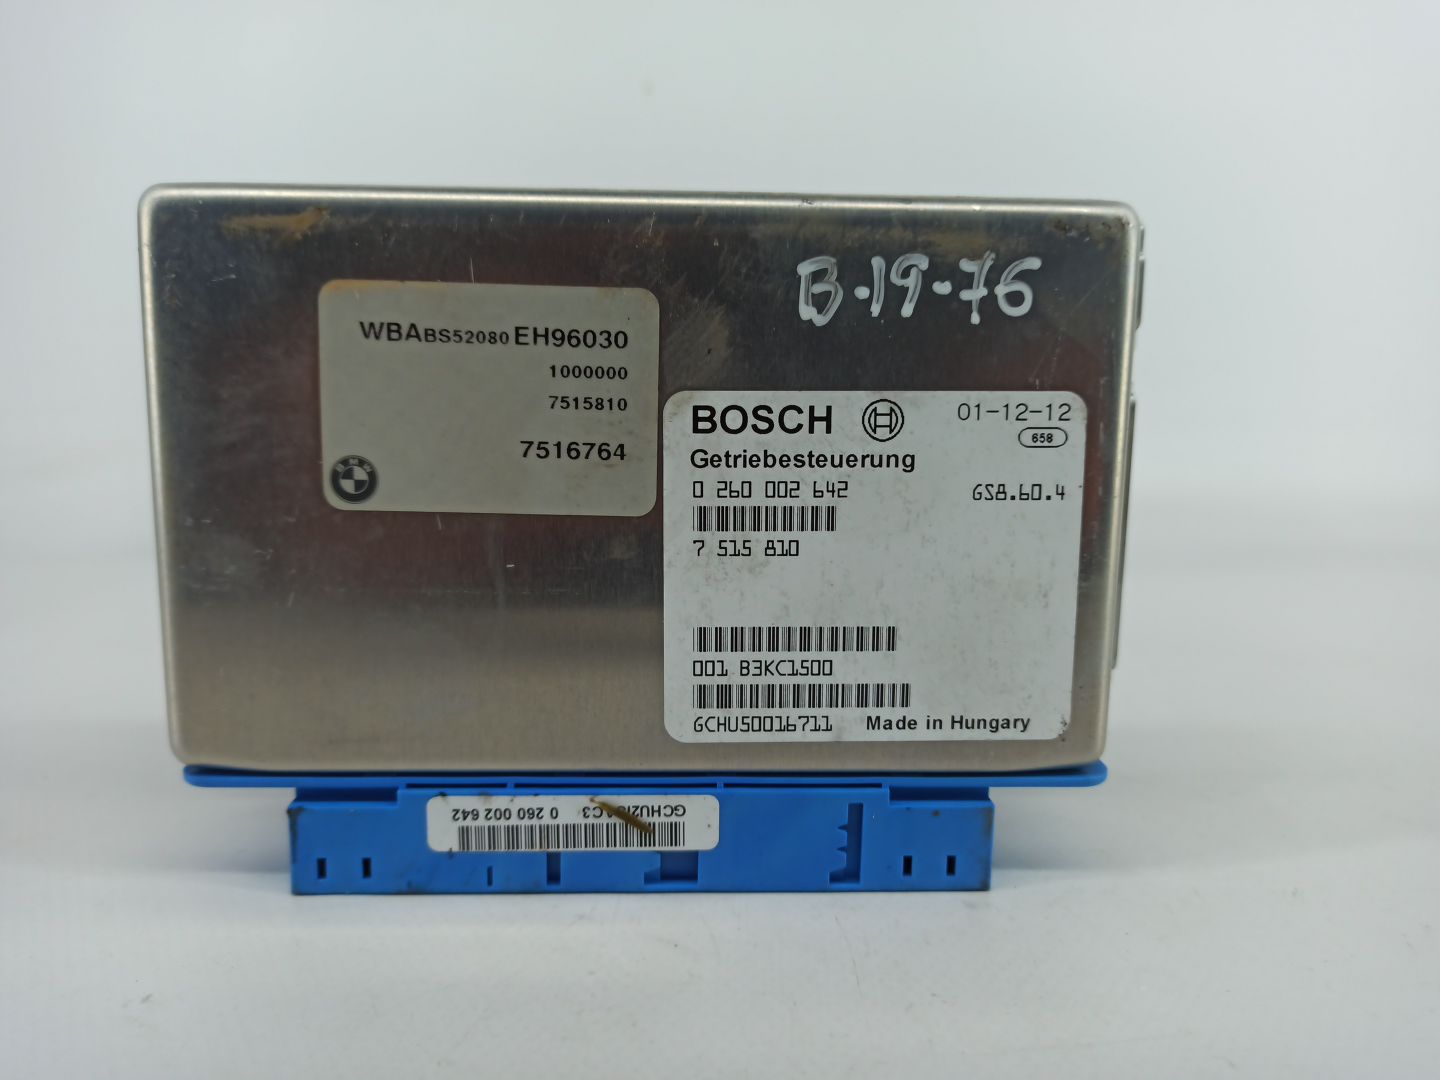 B-19-76
WBABS52080EH96030
1000000
7515810
7516764
BMW
BOSCH
01-12-12
658
Getriebesteuerung
0 260 002 642
GS8.60.4
7 515 810
001 B3KC1500
GCHU50016711
Made in Hungary
0 260 002 642